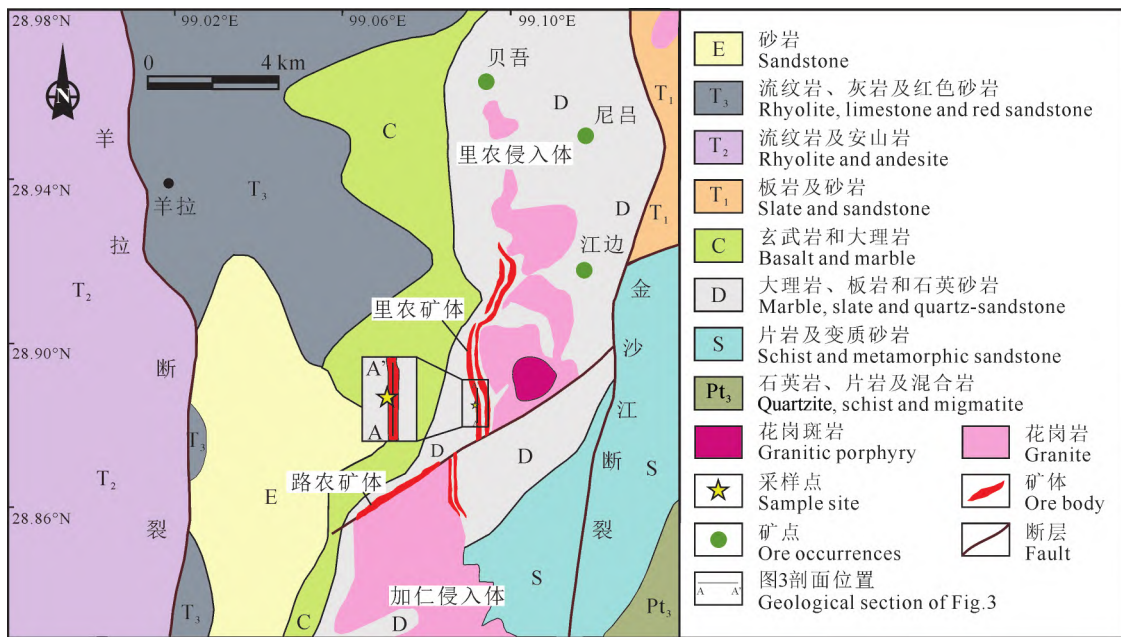 28.98°N
99.02°E
99.06°E
99.10°E
0
4 km
N
贝吾
D
T₁
尼吕
C
里农侵入体
羊
28.94°N
羊拉
T₃
D
T₁
拉
江边
T₂
金
里农矿体
沙
28.90°N
断
A'
A
江
T₃
D
D
断
S
T₂
E
路农矿体
28.86°N
裂
裂
S
加仁侵入体
T₃
C
D
Pt₃
E
砂岩
Sandstone
T₃
流纹岩、灰岩及红色砂岩
Rhyolite, limestone and red sandstone
T₂
流纹岩及安山岩
Rhyolite and andesite
T₁
板岩及砂岩
Slate and sandstone
C
玄武岩和大理岩
Basalt and marble
D
大理岩、板岩和石英砂岩
Marble, slate and quartz-sandstone
S
片岩及变质砂岩
Schist and metamorphic sandstone
Pt₃
石英岩、片岩及混合岩
Quartzite, schist and migmatite
花岗斑岩
Granitic porphyry
花岗岩
Granite
采样点
Sample site
矿体
Ore body
矿点
Ore occurrences
断层
Fault
A A'
图3剖面位置
Geological section of Fig.3